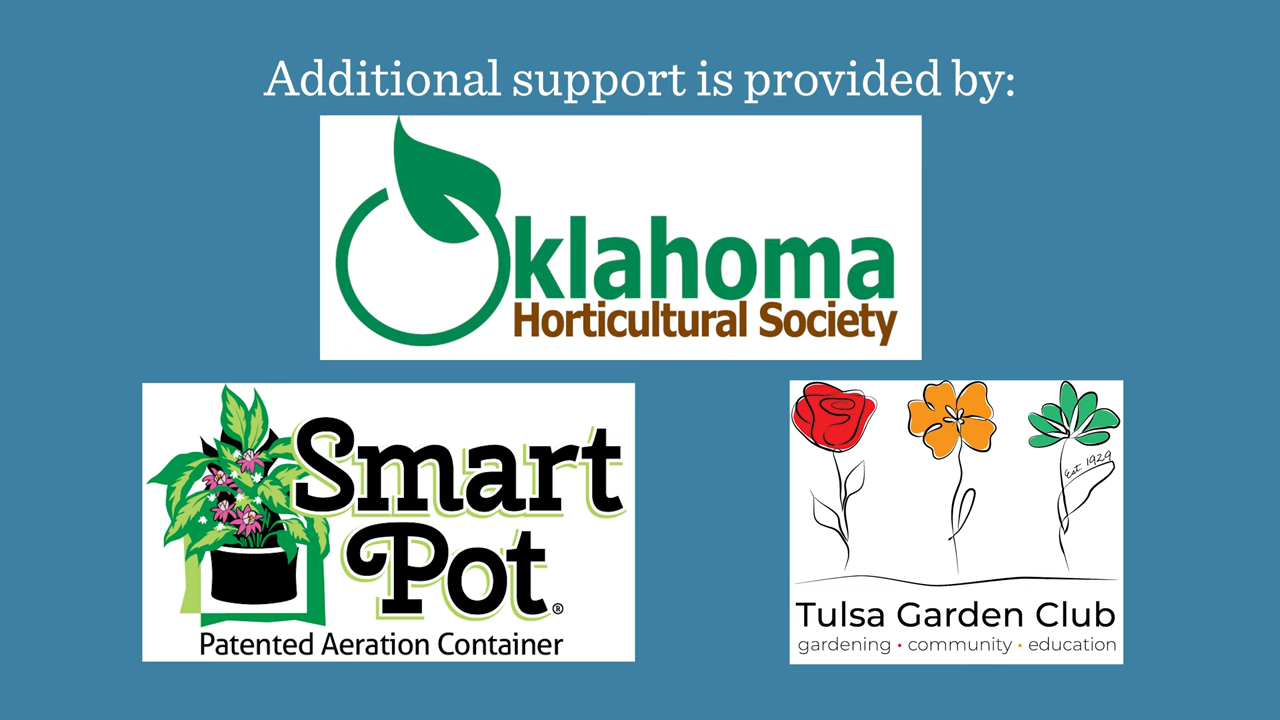 Additional support is provided by:
Oklahoma
Horticultural Society
Smart
Pot®
Patented Aeration Container
Est. 1929
Tulsa Garden Club
gardening • community • education